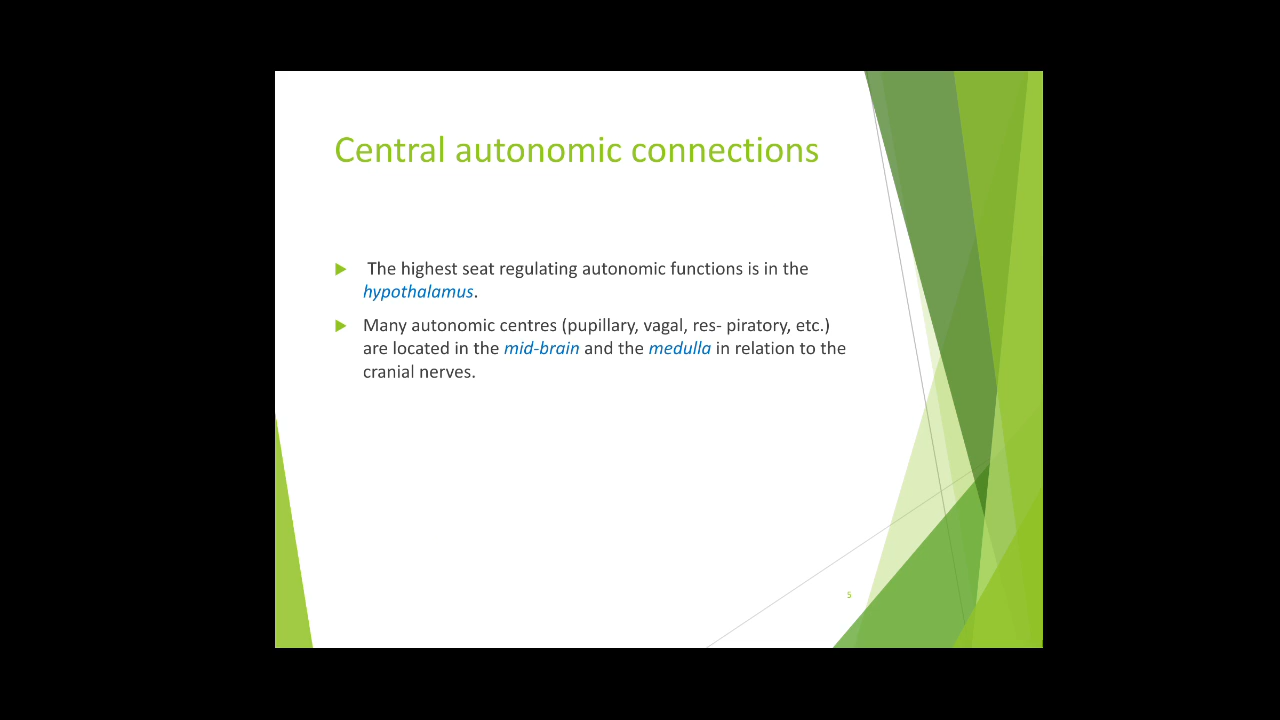 Central autonomic connections
The highest seat regulating autonomic functions is in the
hypothalamus.
Many autonomic centres (pupillary, vagal, res- piratory, etc.)
are located in the mid-brain and the medulla in relation to the
cranial nerves.
5